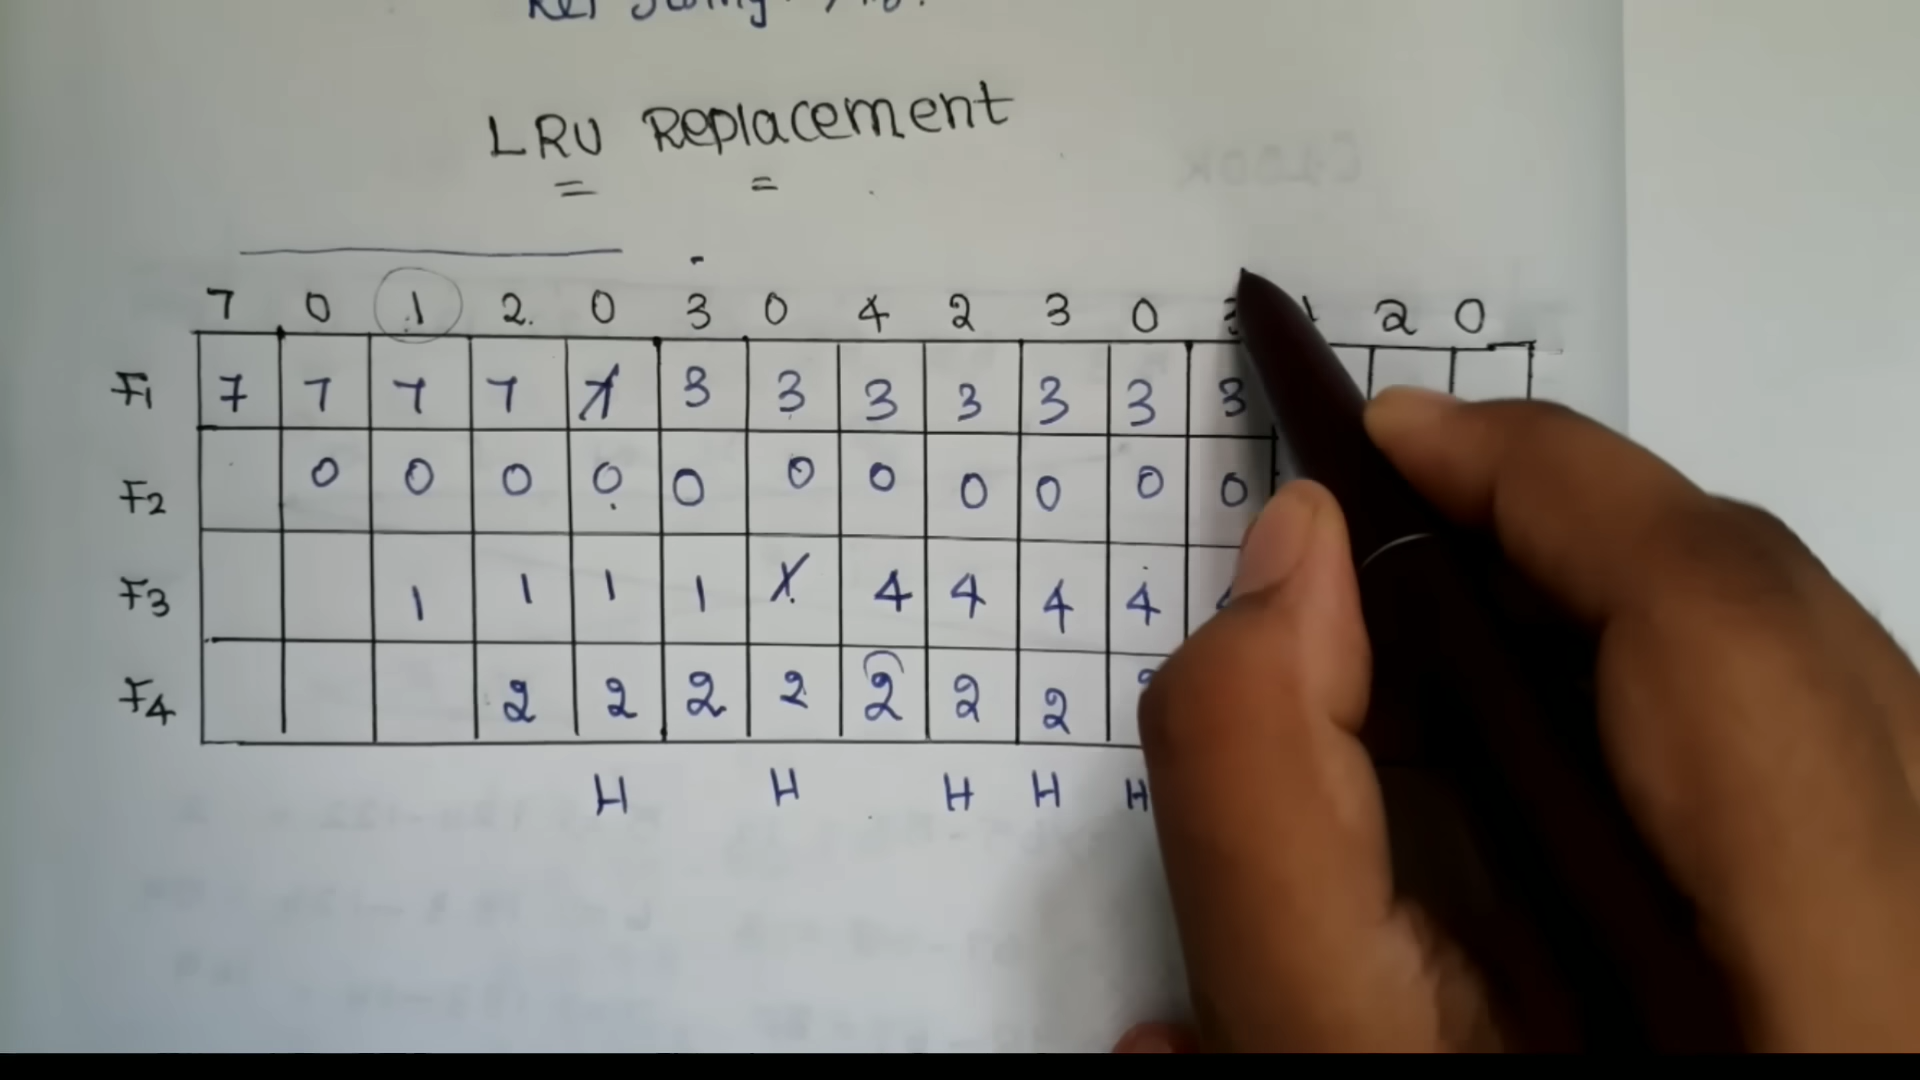 LRU Replacement
7 0 1 2. 0 3 0 4 2 3 0 3 1 2 0
F1 7 7 7 7 7 3 3 3 3 3 3 3
F2 0 0 0 0 0 0 0 0 0 0 0
F3 1 1 1 1 1 4 4 4 4
F4 2 2 2 2 2 2 2
H H H H H